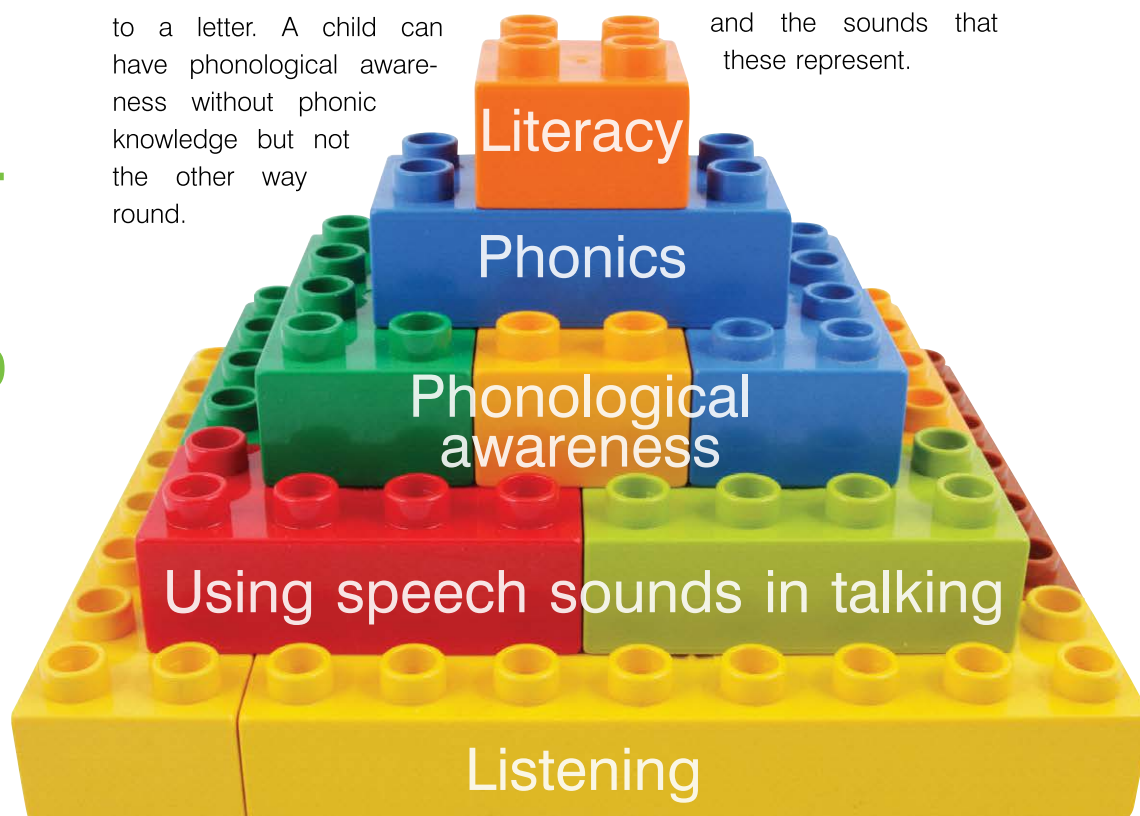 to a letter. A child can
have phonological aware-
ness without phonic
knowledge but not
the other way
round.
and the sounds that
these represent.
Literacy
Phonics
Phonological
awareness
Using speech sounds in talking
Listening